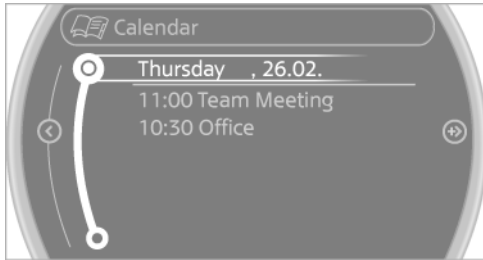 Calendar
Thursday , 26.02.
11:00 Team Meeting
10:30 Office